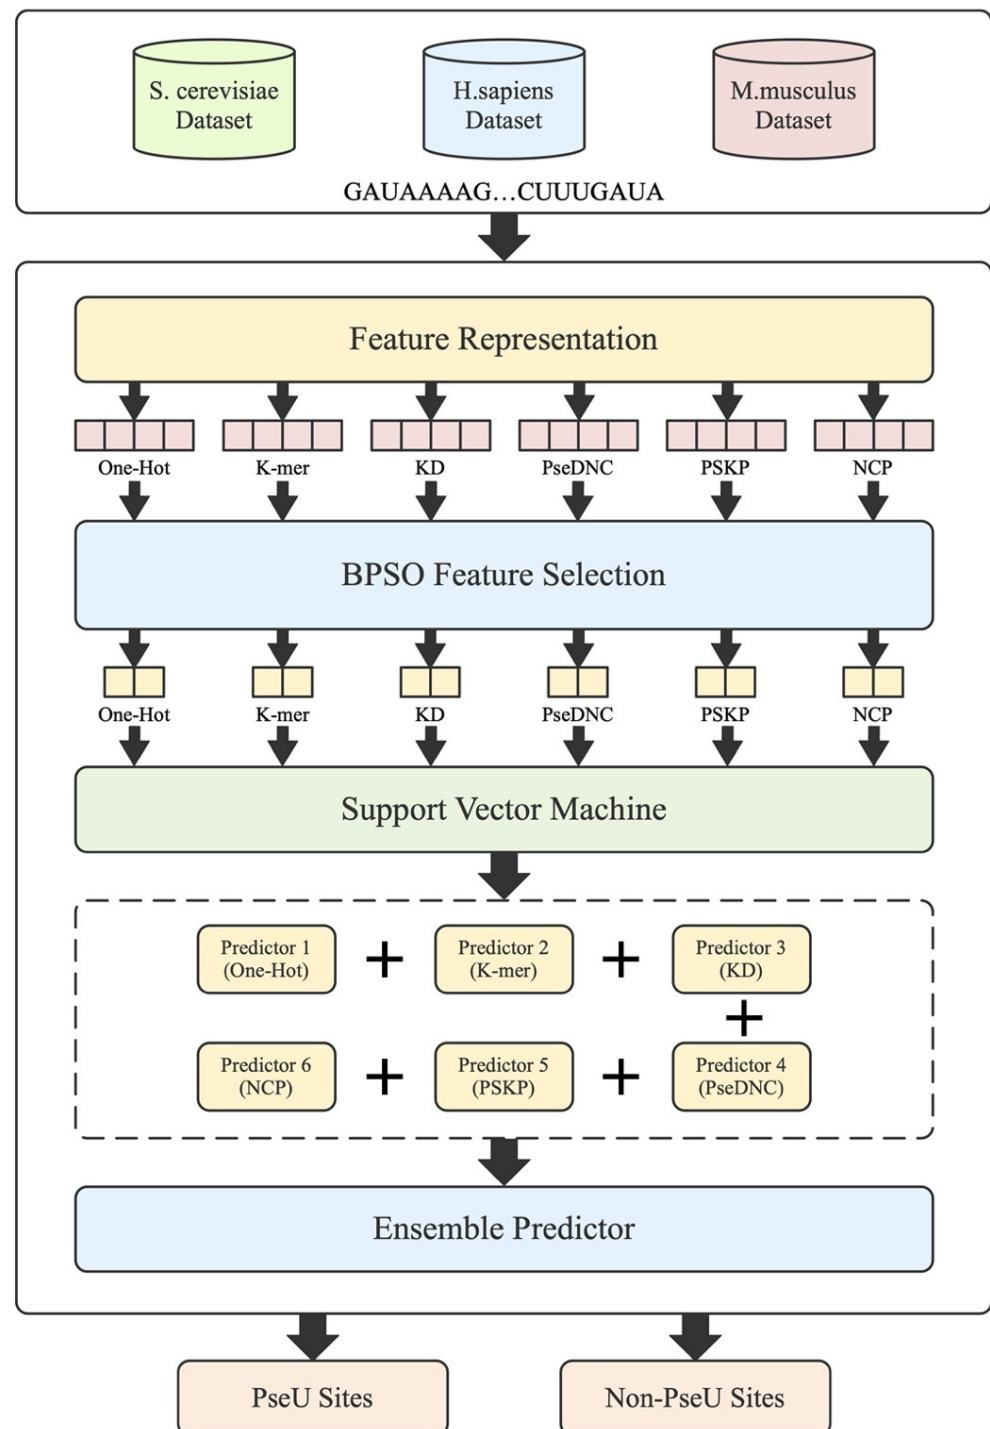 S. cerevisiae
Dataset
H.sapiens
Dataset
M.musculus
Dataset
GAUAAAAG...CUUUGAUA
Feature Representation
One-Hot
K-mer
KD
PseDNC
PSKP
NCP
BPSO Feature Selection
One-Hot
K-mer
KD
PseDNC
PSKP
NCP
Support Vector Machine
Predictor 1
(One-Hot)
+
Predictor 2
(K-mer)
+
Predictor 3
(KD)
+
Predictor 6
(NCP)
+
Predictor 5
(PSKP)
+
Predictor 4
(PseDNC)
Ensemble Predictor
PseU Sites
Non-PseU Sites